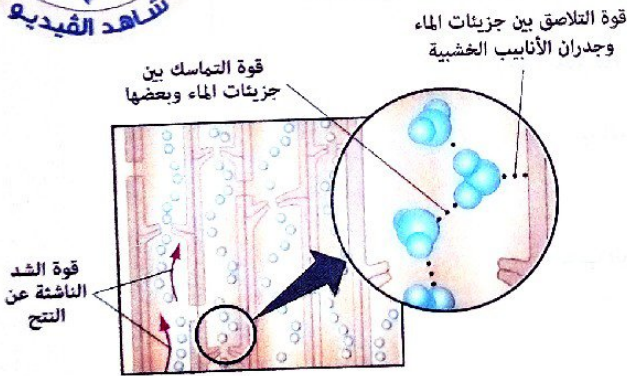 شاهد الڤيديو
قوة التلاصق بين جزيئات الماء
وجدران الأنابيب الخشبية
قوة التماسك بين
جزيئات الماء وبعضها
قوة الشد
الناشئة عن
النتح